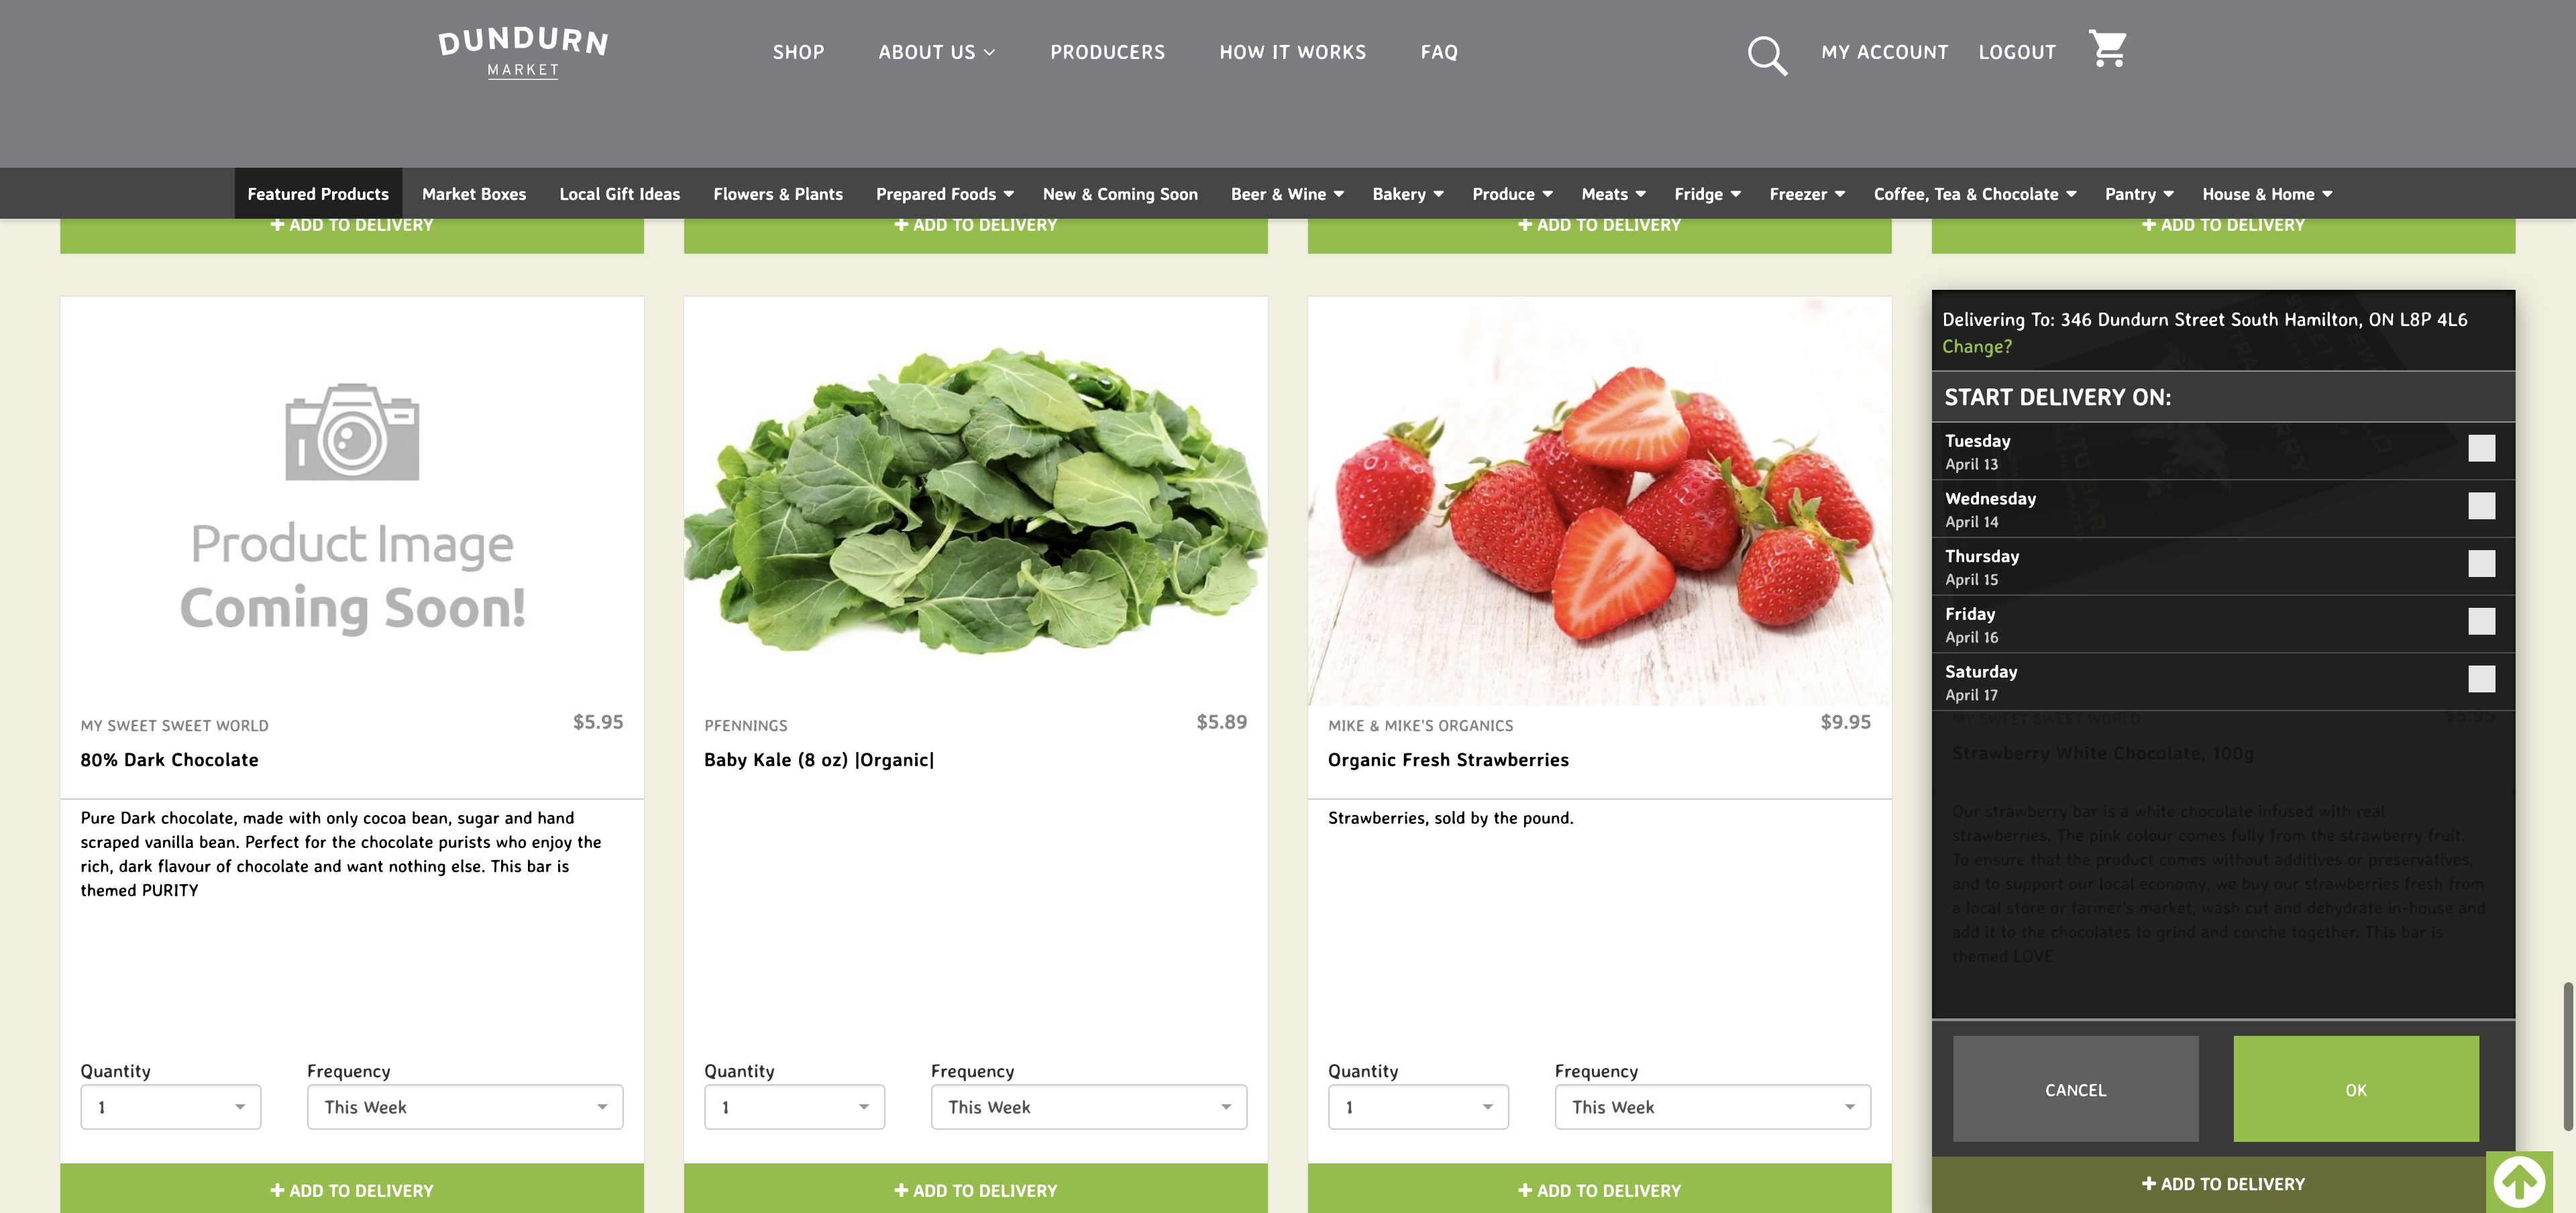 DUNDURN
MARKET
SHOP
ABOUT US
PRODUCERS
HOW IT WORKS
FAQ
MY ACCOUNT
LOGOUT
Featured Products
Market Boxes
Local Gift Ideas
Flowers & Plants
Prepared Foods
New & Coming Soon
Beer & Wine
Bakery
Produce
Meats
Fridge
Freezer
Coffee, Tea & Chocolate
Pantry
House & Home
+ ADD TO DELIVERY
+ ADD TO DELIVERY
+ ADD TO DELIVERY
+ ADD TO DELIVERY
Product Image
Coming Soon!
MY SWEET SWEET WORLD
$5.95
80% Dark Chocolate
Pure Dark chocolate, made with only cocoa bean, sugar and hand
scraped vanilla bean. Perfect for the chocolate purists who enjoy the
rich, dark flavour of chocolate and want nothing else. This bar is
themed PURITY
Quantity
Frequency
1
This Week
+ ADD TO DELIVERY
PFENNINGS
$5.89
Baby Kale (8 oz) |Organic|
Quantity
Frequency
1
This Week
+ ADD TO DELIVERY
MIKE & MIKE'S ORGANICS
$9.95
Organic Fresh Strawberries
Strawberries, sold by the pound.
Quantity
Frequency
1
This Week
+ ADD TO DELIVERY
Delivering To: 346 Dundurn Street South Hamilton, ON L8P 4L6
Change?
START DELIVERY ON:
Tuesday
April 13
Wednesday
April 14
Thursday
April 15
Friday
April 16
Saturday
April 17
MY SWEET SWEET WORLD
$5.95
Strawberry White Chocolate, 100g
Our strawberry bar is a white chocolate infused with real
strawberries. The pink colour comes fully from the strawberry fruit.
To ensure that the product comes without additives or preservatives,
and to support our local economy, we buy our strawberries fresh from
a local store or farmer's market, wash cut and dehydrate in-house and
add it to the chocolates to grind and conche together. This bar is
themed LOVE
CANCEL
OK
+ ADD TO DELIVERY